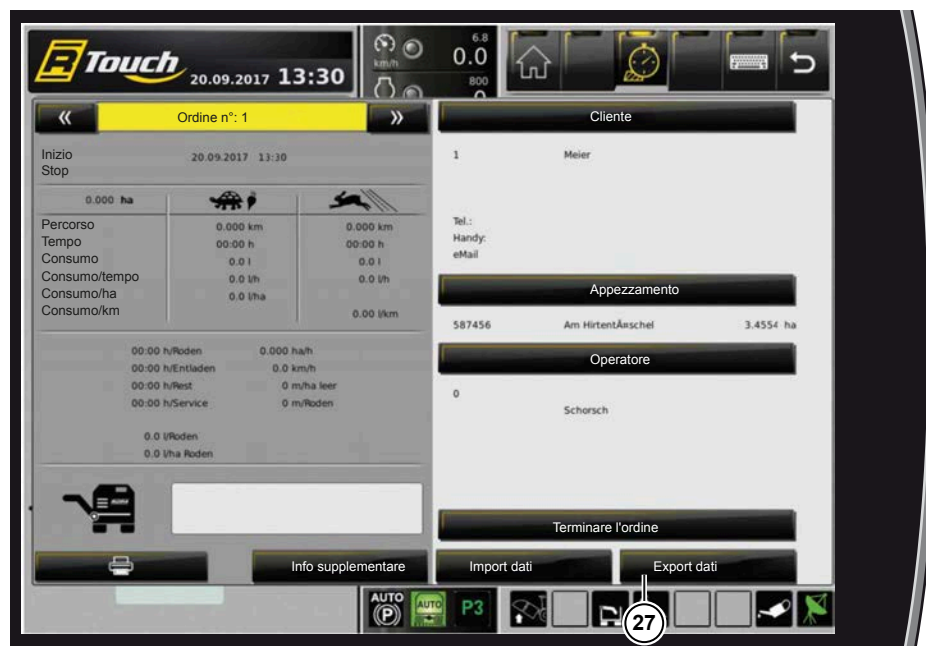 R Touch 20.09.2017 13:30
km/h 0.0 6.8
800
« Ordine n°: 1 »
Inizio 20.09.2017 13:30
Stop
0.000 ha
Percorso 0.000 km 0.000 km
Tempo 00:00 h 00:00 h
Consumo 0.0 l 0.0 l
Consumo/tempo 0.0 l/h 0.0 l/h
Consumo/ha 0.0 l/ha
Consumo/km 0.00 l/km
00:00 h/Roden 0.000 ha/h
00:00 h/Entladen 0.0 km/h
00:00 h/Rest 0 m/ha leer
00:00 h/Service 0 m/Roden
0.0 l/Roden
0.0 l/ha Roden
Info supplementare
Cliente
1 Meier
Tel.:
Handy:
eMail
Appezzamento
587456 Am HirtentÃ¤schel 3.4554 ha
Operatore
0
Schorsch
Terminare l'ordine
Import dati Export dati
AUTO (P) AUTO P3
27